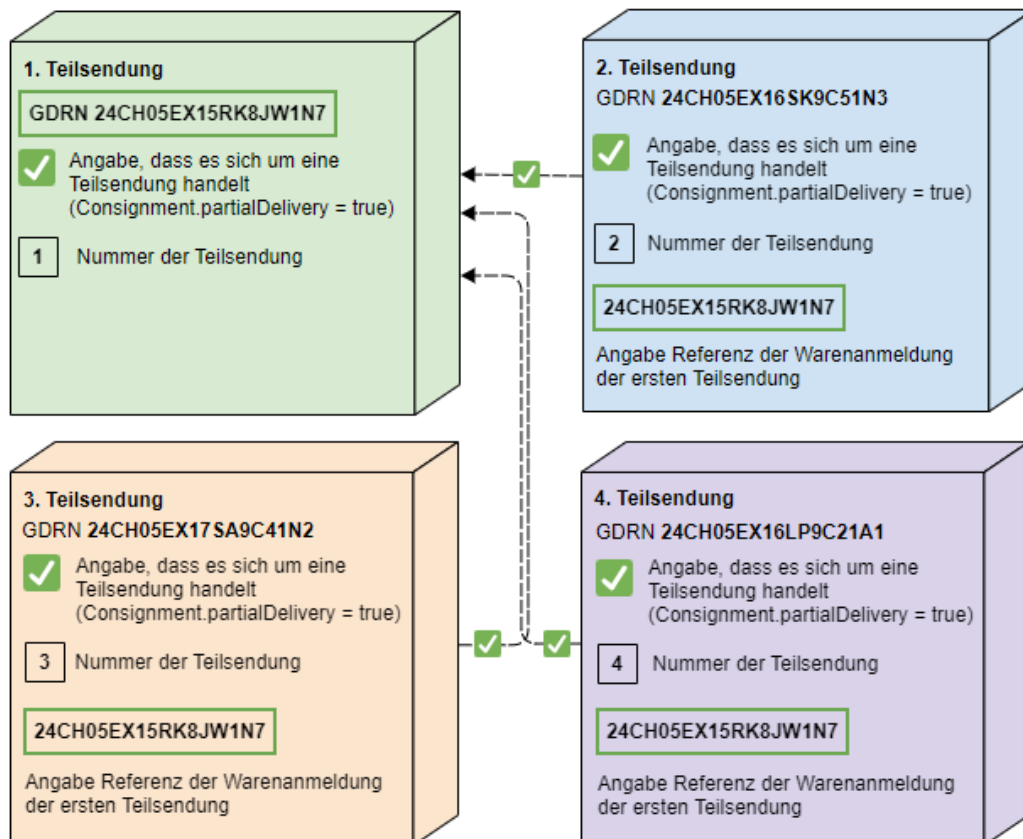 1. Teilsendung
GDRN 24CH05EX15RK8JW1N7
Angabe, dass es sich um eine
Teilsendung handelt
(Consignment.partialDelivery = true)
1 Nummer der Teilsendung
2. Teilsendung
GDRN 24CH05EX16SK9C51N3
Angabe, dass es sich um eine
Teilsendung handelt
(Consignment.partialDelivery = true)
2 Nummer der Teilsendung
24CH05EX15RK8JW1N7
Angabe Referenz der Warenanmeldung
der ersten Teilsendung
3. Teilsendung
GDRN 24CH05EX17SA9C41N2
Angabe, dass es sich um eine
Teilsendung handelt
(Consignment.partialDelivery = true)
3 Nummer der Teilsendung
24CH05EX15RK8JW1N7
Angabe Referenz der Warenanmeldung
der ersten Teilsendung
4. Teilsendung
GDRN 24CH05EX16LP9C21A1
Angabe, dass es sich um eine
Teilsendung handelt
(Consignment.partialDelivery = true)
4 Nummer der Teilsendung
24CH05EX15RK8JW1N7
Angabe Referenz der Warenanmeldung
der ersten Teilsendung